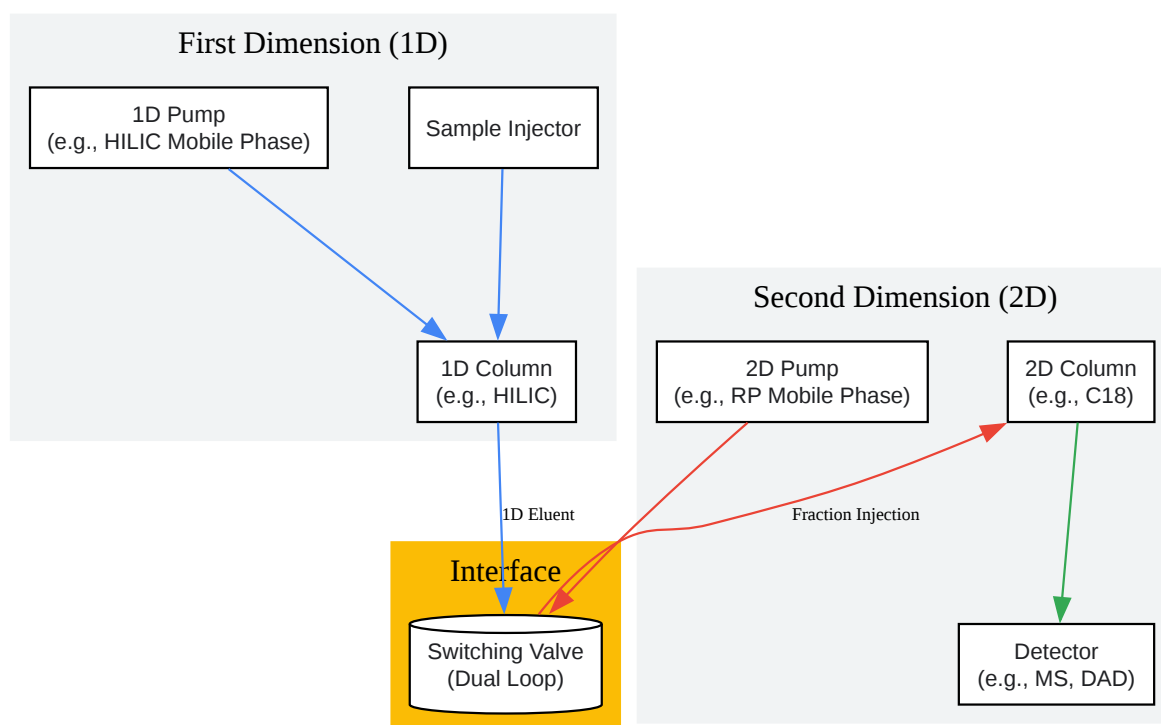 First Dimension (1D)
1D Pump
(e.g., HILIC Mobile Phase)
Sample Injector
1D Column
(e.g., HILIC)
Second Dimension (2D)
2D Pump
(e.g., RP Mobile Phase)
2D Column
(e.g., C18)
1D Eluent
Fraction Injection
Interface
Switching Valve
(Dual Loop)
Detector
(e.g., MS, DAD)